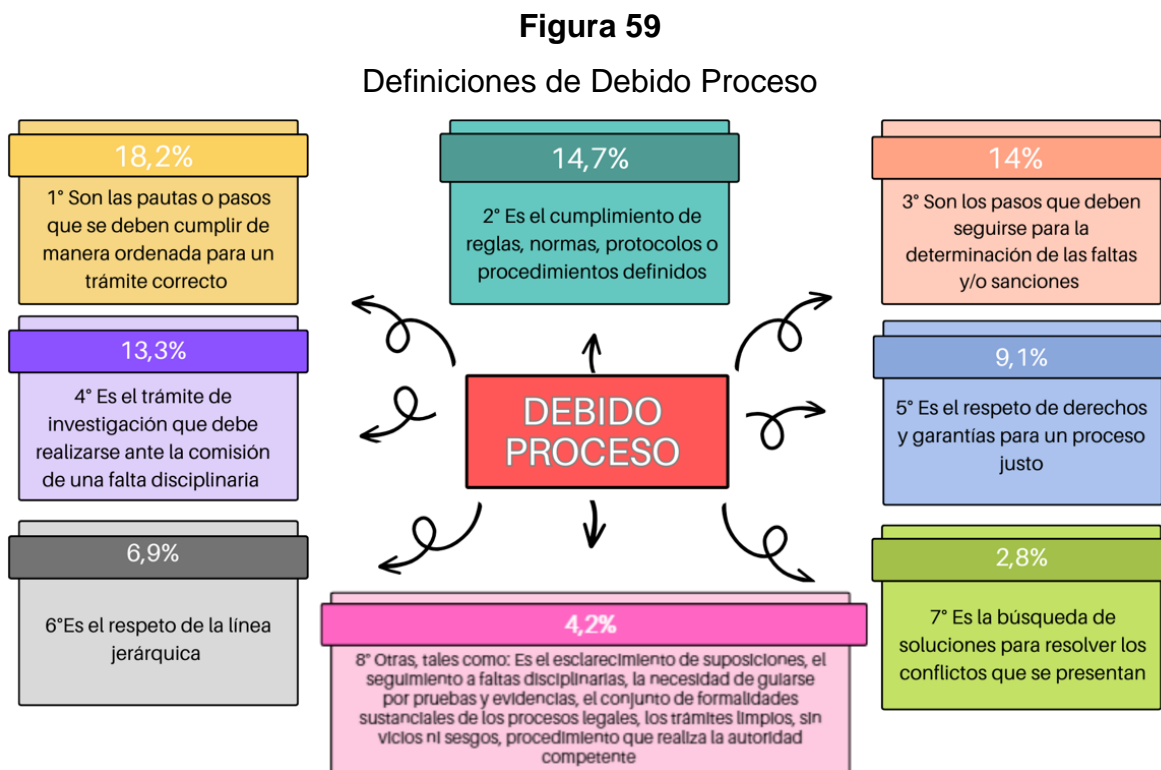 Figura 59
Definiciones de Debido Proceso
18,2%
1° Son las pautas o pasos
que se deben cumplir de
manera ordenada para un
trámite correcto
14,7%
2° Es el cumplimiento de
reglas, normas, protocolos o
procedimientos definidos
14%
3° Son los pasos que deben
seguirse para la
determinación de las faltas
y/o sanciones
13,3%
4° Es el trámite de
investigación que debe
realizarse ante la comisión
de una falta disciplinaria
DEBIDO
PROCESO
9,1%
5° Es el respeto de derechos
y garantías para un proceso
justo
6,9%
6°Es el respeto de la línea
jerárquica
4,2%
8° Otras, tales como: Es el esclarecimiento de suposiciones, el
seguimiento a faltas disciplinarias, la necesidad de guiarse
por pruebas y evidencias, el conjunto de formalidades
sustanciales de los procesos legales, los trámites limpios, sin
vicios ni sesgos, procedimiento que realiza la autoridad
competente
2,8%
7° Es la búsqueda de
soluciones para resolver los
conflictos que se presentan